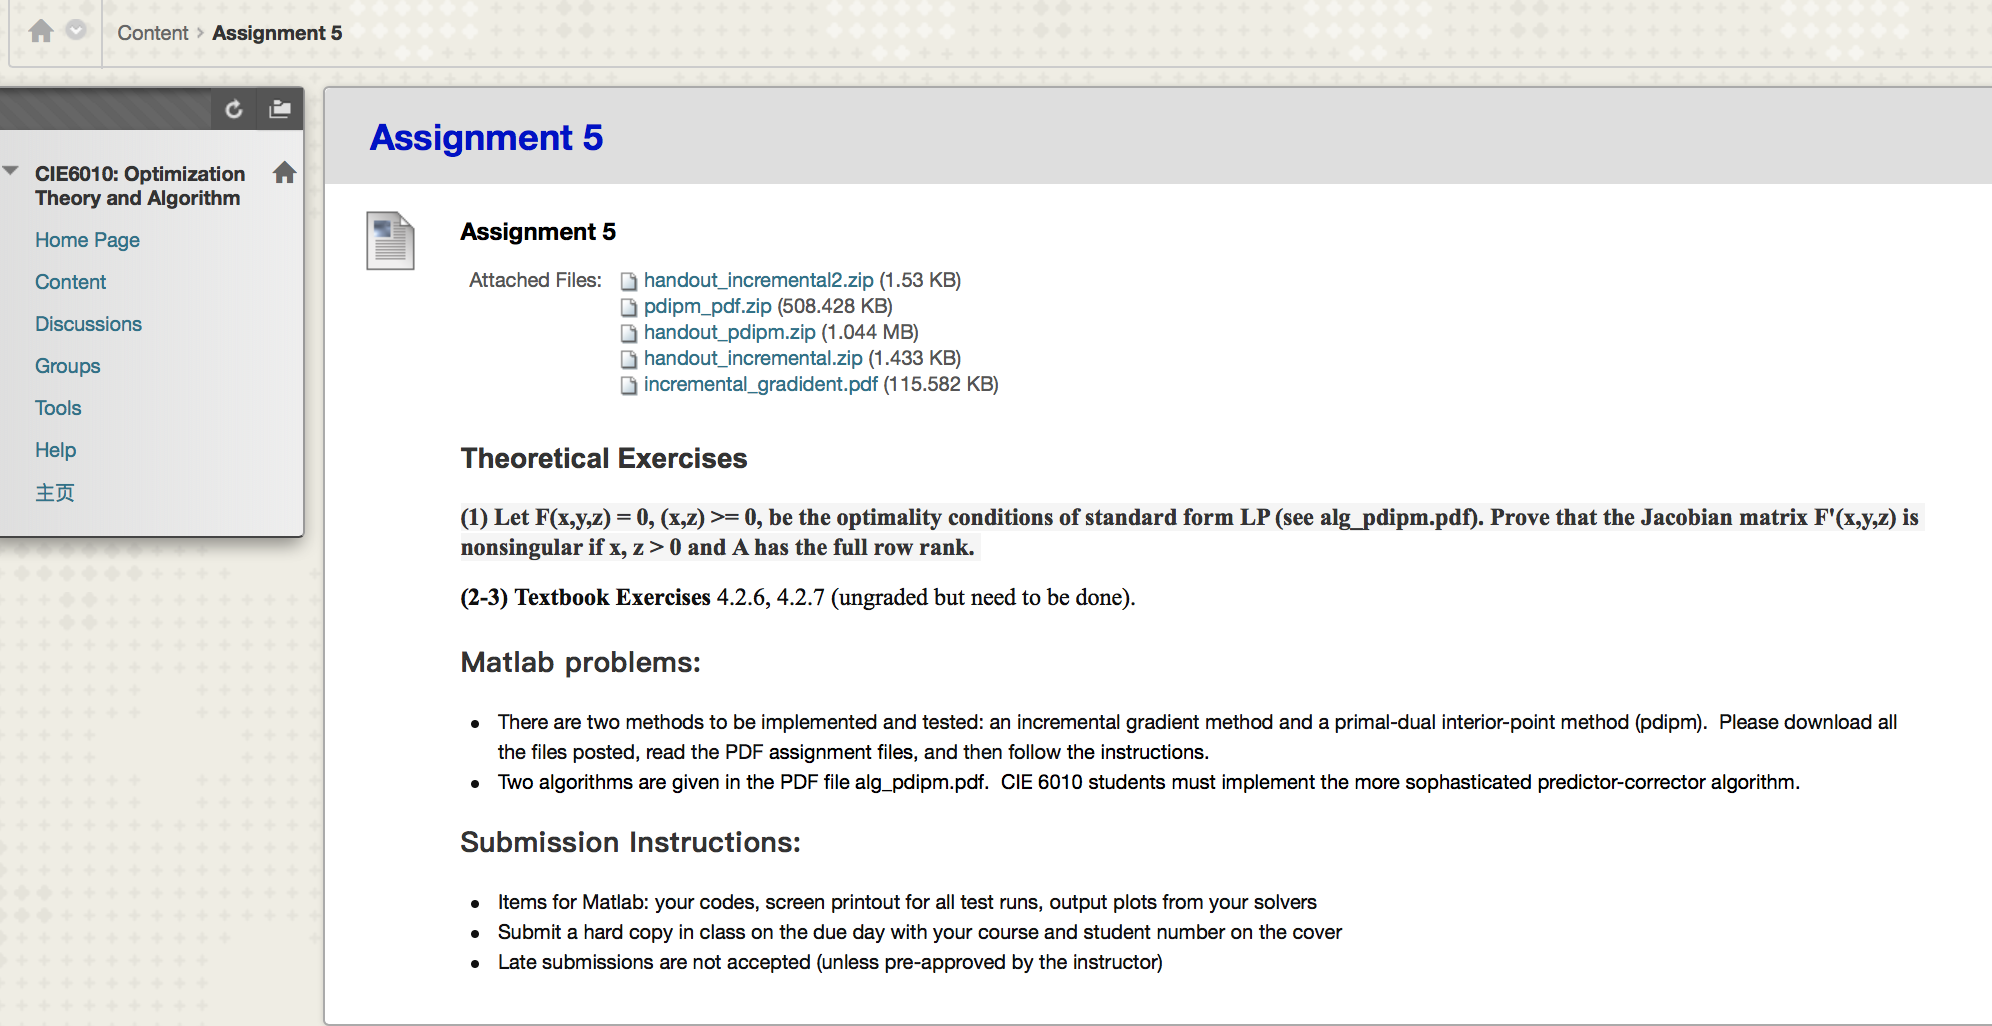 Content > Assignment 5
CIE6010: Optimization
Theory and Algorithm
Home Page
Content
Discussions
Groups
Tools
Help
主页
Assignment 5
Assignment 5
Attached Files: handout_incremental2.zip (1.53 KB)
pdipm_pdf.zip (508.428 KB)
handout_pdipm.zip (1.044 MB)
handout_incremental.zip (1.433 KB)
incremental_gradident.pdf (115.582 KB)
Theoretical Exercises
(1) Let F(x,y,z) = 0, (x,z) >= 0, be the optimality conditions of standard form LP (see alg_pdipm.pdf). Prove that the Jacobian matrix F'(x,y,z) is
nonsingular if x, z > 0 and A has the full row rank.
(2-3) Textbook Exercises 4.2.6, 4.2.7 (ungraded but need to be done).
Matlab problems:
• There are two methods to be implemented and tested: an incremental gradient method and a primal-dual interior-point method (pdipm). Please download all
the files posted, read the PDF assignment files, and then follow the instructions.
• Two algorithms are given in the PDF file alg_pdipm.pdf. CIE 6010 students must implement the more sophasticated predictor-corrector algorithm.
Submission Instructions:
• Items for Matlab: your codes, screen printout for all test runs, output plots from your solvers
• Submit a hard copy in class on the due day with your course and student number on the cover
• Late submissions are not accepted (unless pre-approved by the instructor)